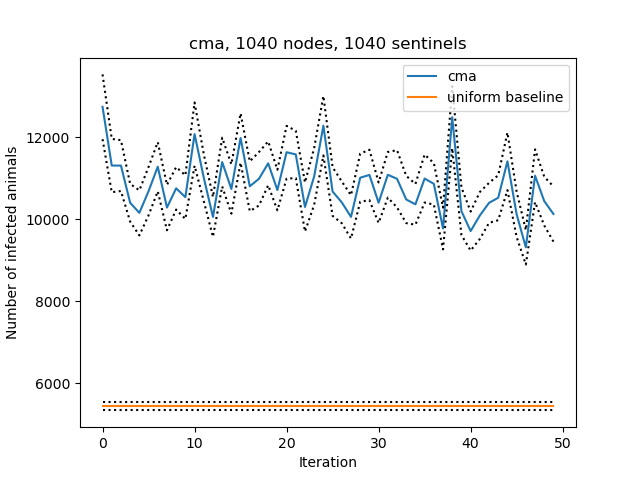 cma, 1040 nodes, 1040 sentinels
cma
uniform baseline
Number of infected animals
12000
10000
8000
6000
0
10
20
30
40
50
Iteration